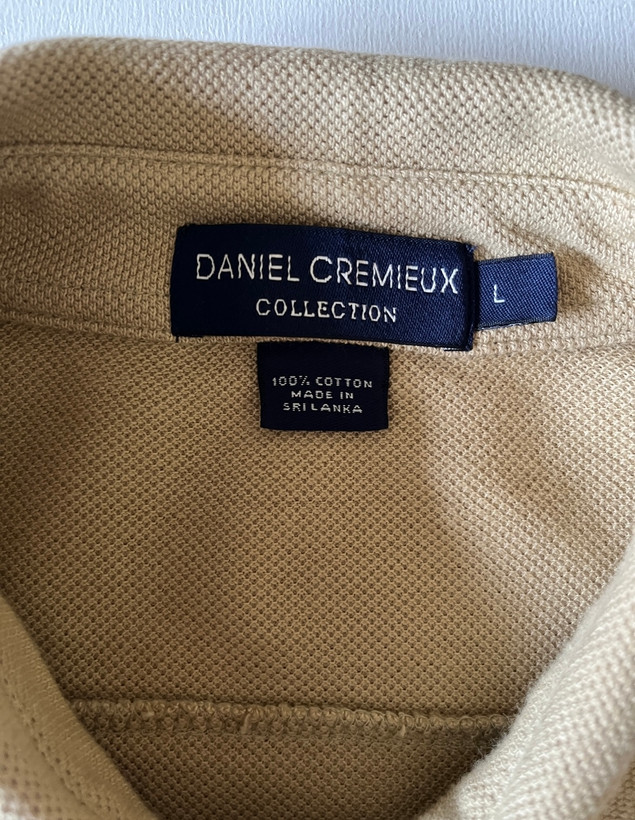 DANIEL CREMIEUX
COLLECTION
L
100% COTTON
MADE IN
SRI LANKA